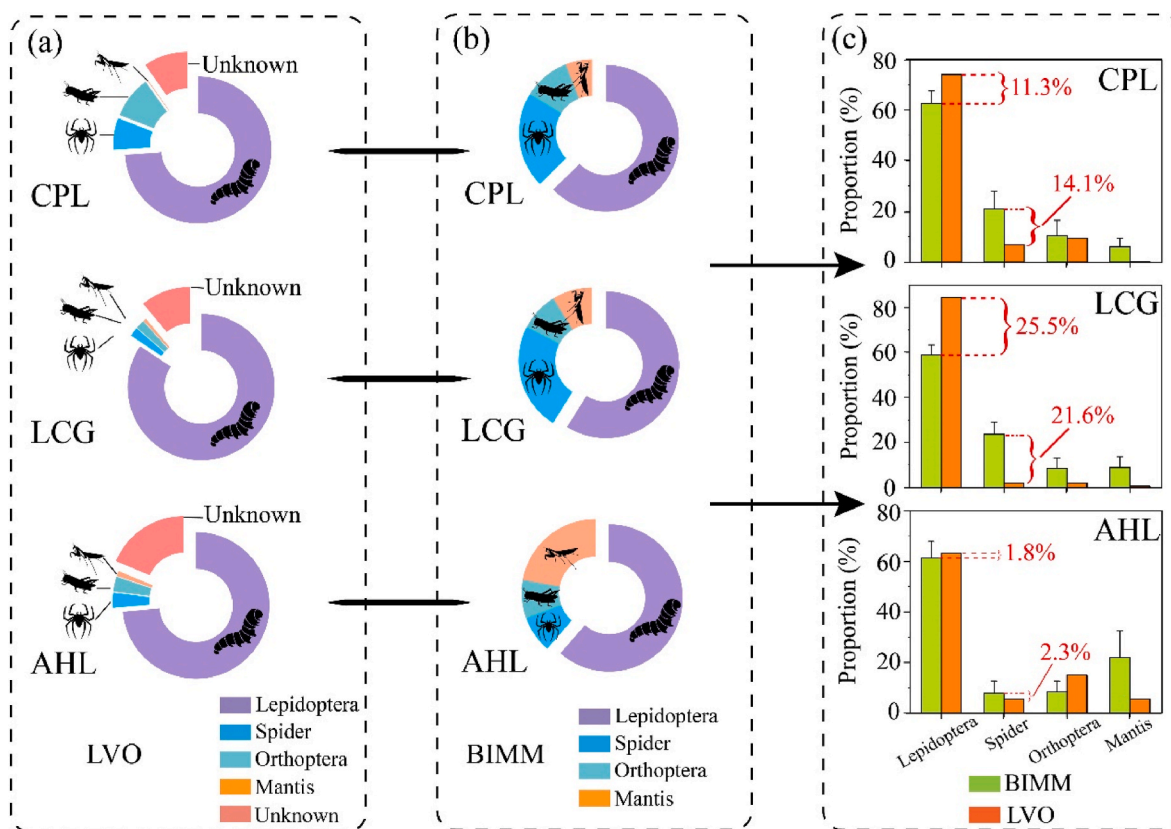 (a)
Unknown
CPL
Unknown
LCG
Unknown
AHL
LVO
Lepidoptera
Spider
Orthoptera
Mantis
Unknown
(b)
CPL
LCG
AHL
BIMM
Lepidoptera
Spider
Orthoptera
Mantis
(c)
CPL
Proportion (%)
80
60
40
20
0
11.3%
14.1%
LCG
Proportion (%)
80
60
40
20
0
25.5%
21.6%
AHL
Proportion (%)
80
60
40
20
0
1.8%
2.3%
Lepidoptera
Spider
Orthoptera
Mantis
BIMM
LVO